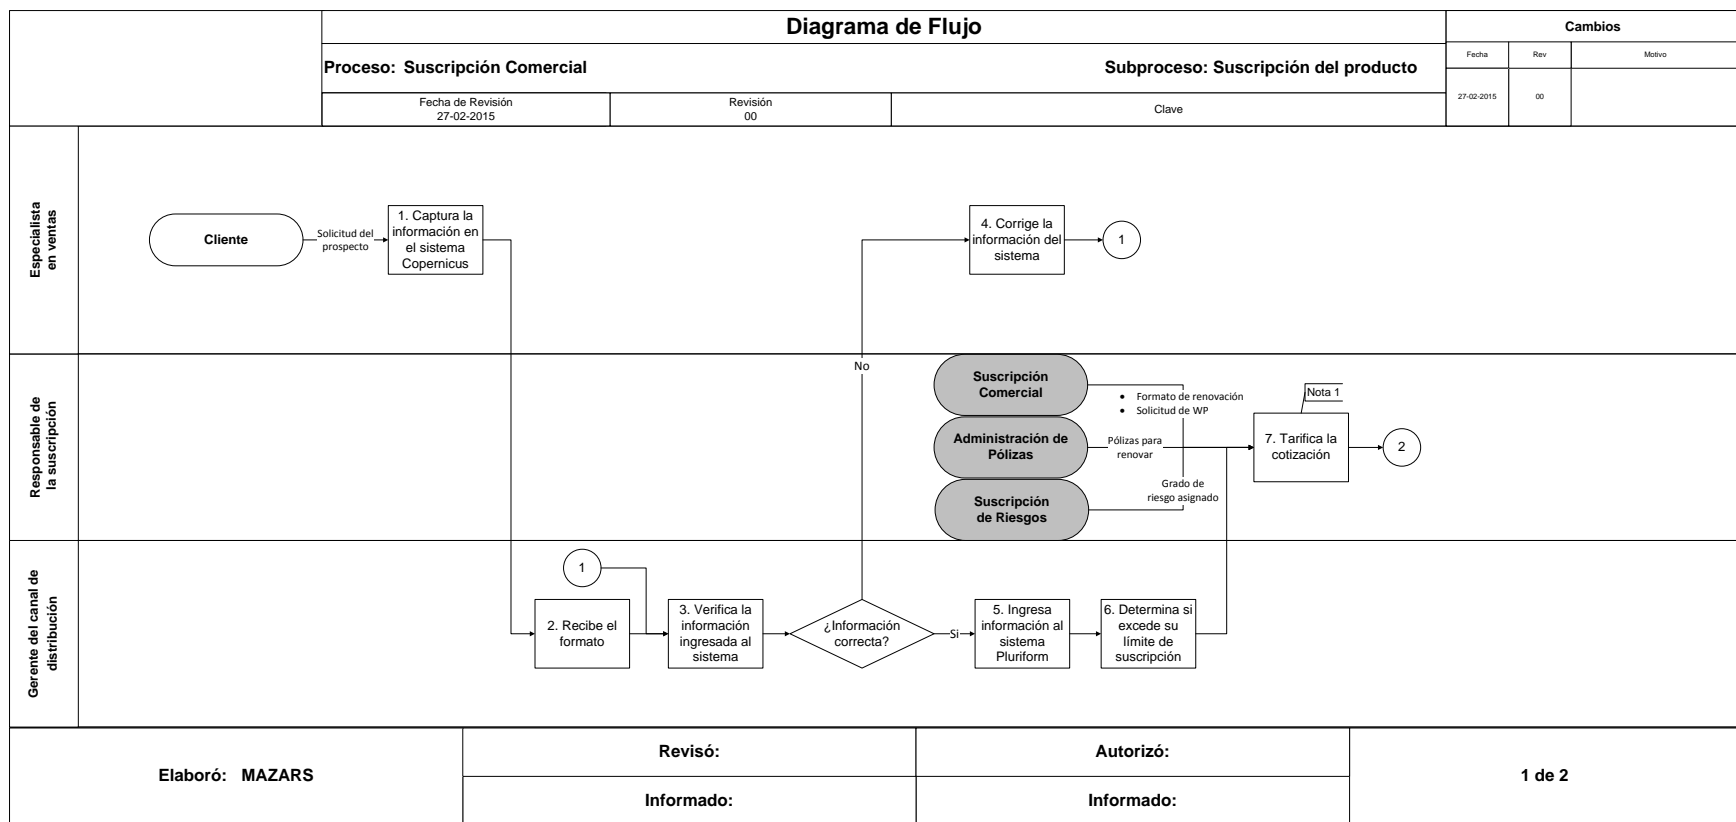 Diagrama de Flujo
Cambios
Proceso: Suscripción Comercial
Subproceso: Suscripción del producto
Fecha
Rev
Motivo
27-02-2015
00
Fecha de Revisión
27-02-2015
Revisión
00
Clave
Especialista
en ventas
Cliente
Solicitud del
prospecto
1. Captura la
información en
el sistema
Copernicus
4. Corrige la
información del
sistema
1
Responsable de
la suscripción
No
Suscripción
Comercial
Formato de renovación
Solicitud de WP
Administración de
Pólizas
Pólizas para
renovar
Suscripción
de Riesgos
Grado de
riesgo asignado
Nota 1
7. Tarifica la
cotización
2
Gerente del canal de
distribución
1
2. Recibe el
formato
3. Verifica la
información
ingresada al
sistema
¿Información
correcta?
Si
5. Ingresa
información al
sistema
Pluriform
6. Determina si
excede su
límite de
suscripción
Elaboró: MAZARS
Revisó:
Autorizó:
Informado:
Informado:
1 de 2